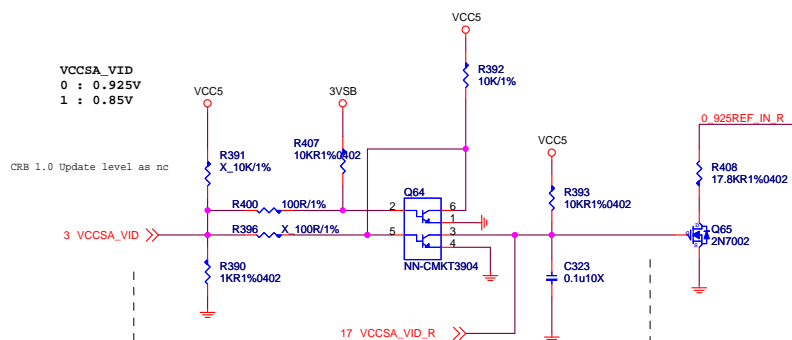 VCC5
VCCSA_VID
0 : 0.925V
1 : 0.85V
R392
10K/1%
VCC5
3VSB
0_925REF_IN_R
R407
10KR1%0402
VCC5
R391
X_10K/1%
CRB 1.0 Update level as nc
R408
17.8KR1%0402
Q64
R393
10KR1%0402
R400
100R/1%
2
6
1
3 VCCSA_VID
R396
X_100R/1%
5
3
4
Q65
2N7002
NN-CMKT3904
R390
1KR1%0402
C323
0.1u10X
17 VCCSA_VID_R